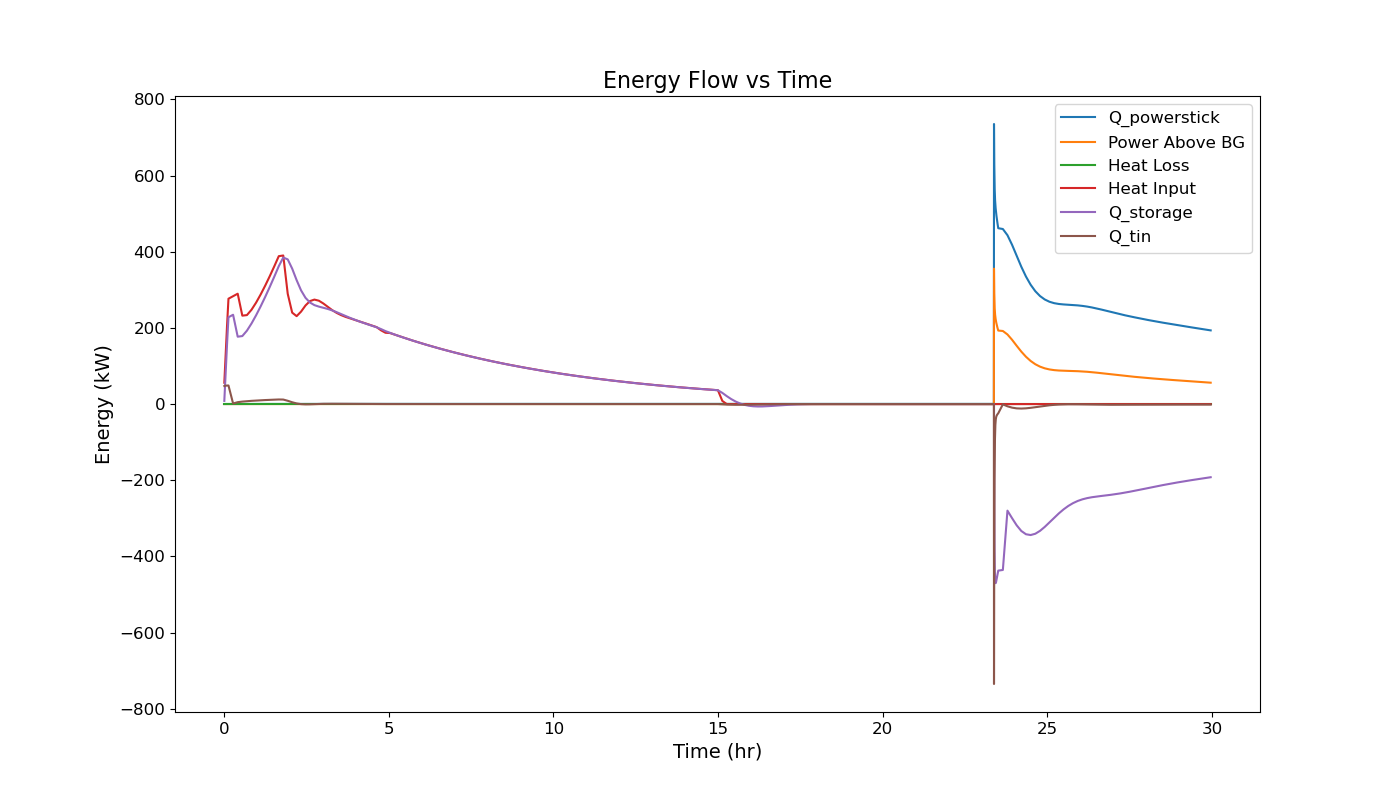 Energy Flow vs Time
Energy (kW)
800
600
400
200
0
−200
−400
−600
−800
Q_powerstick
Power Above BG
Heat Loss
Heat Input
Q_storage
Q_tin
0 5 10 15 20 25 30
Time (hr)